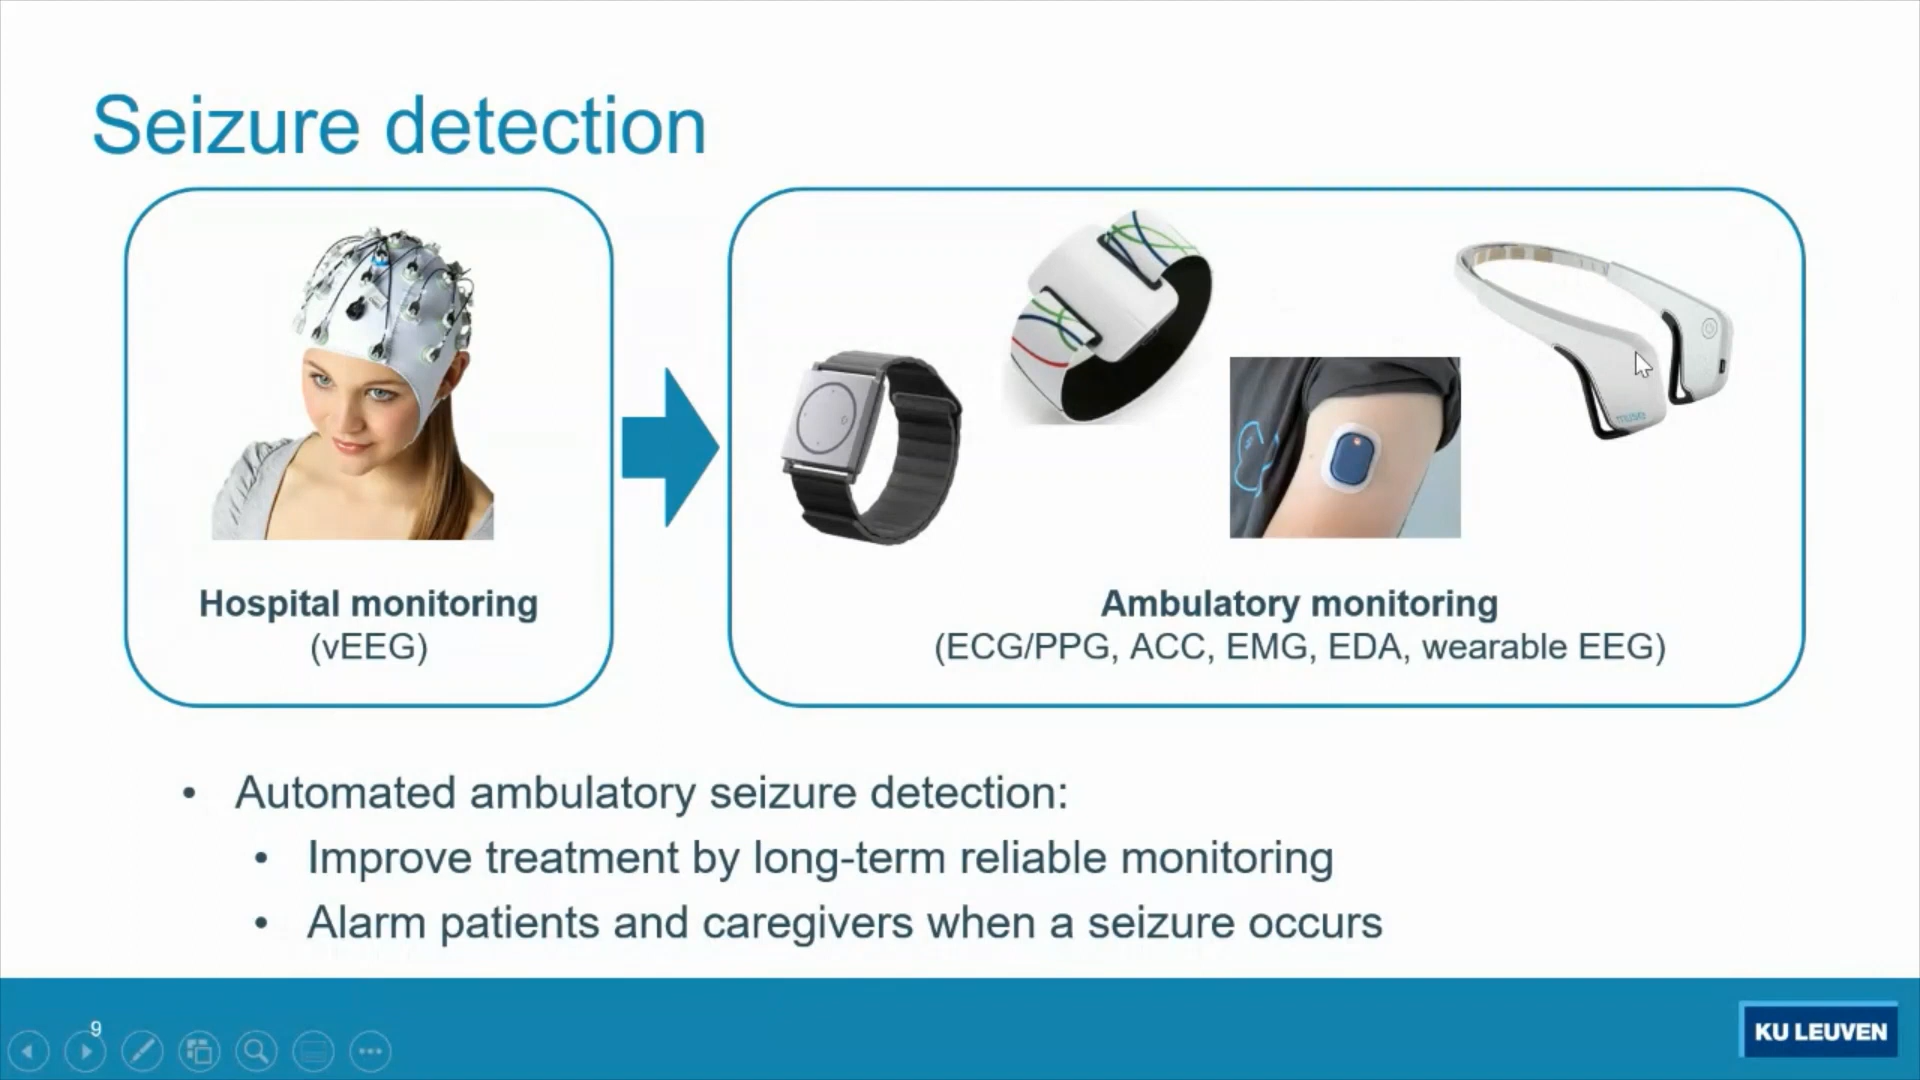 Seizure detection
Hospital monitoring
(vEEG)
muse
Ambulatory monitoring
(ECG/PPG, ACC, EMG, EDA, wearable EEG)
• Automated ambulatory seizure detection:
• Improve treatment by long-term reliable monitoring
• Alarm patients and caregivers when a seizure occurs
9
KU LEUVEN